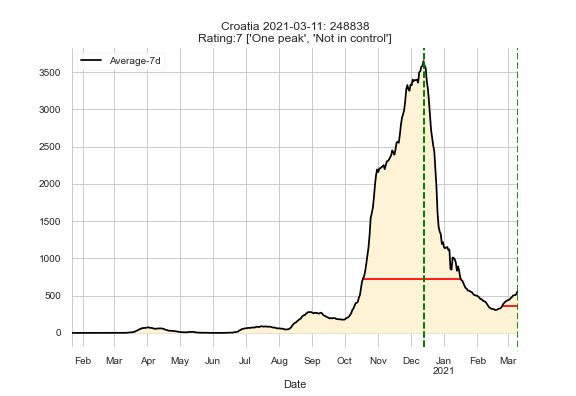 Croatia 2021-03-11: 248838
Rating:7 ['One peak', 'Not in control']
Average-7d
3500
3000
2500
2000
1500
1000
500
0
Feb Mar Apr May Jun Jul Aug Sep Oct Nov Dec Jan Feb Mar
2021
Date